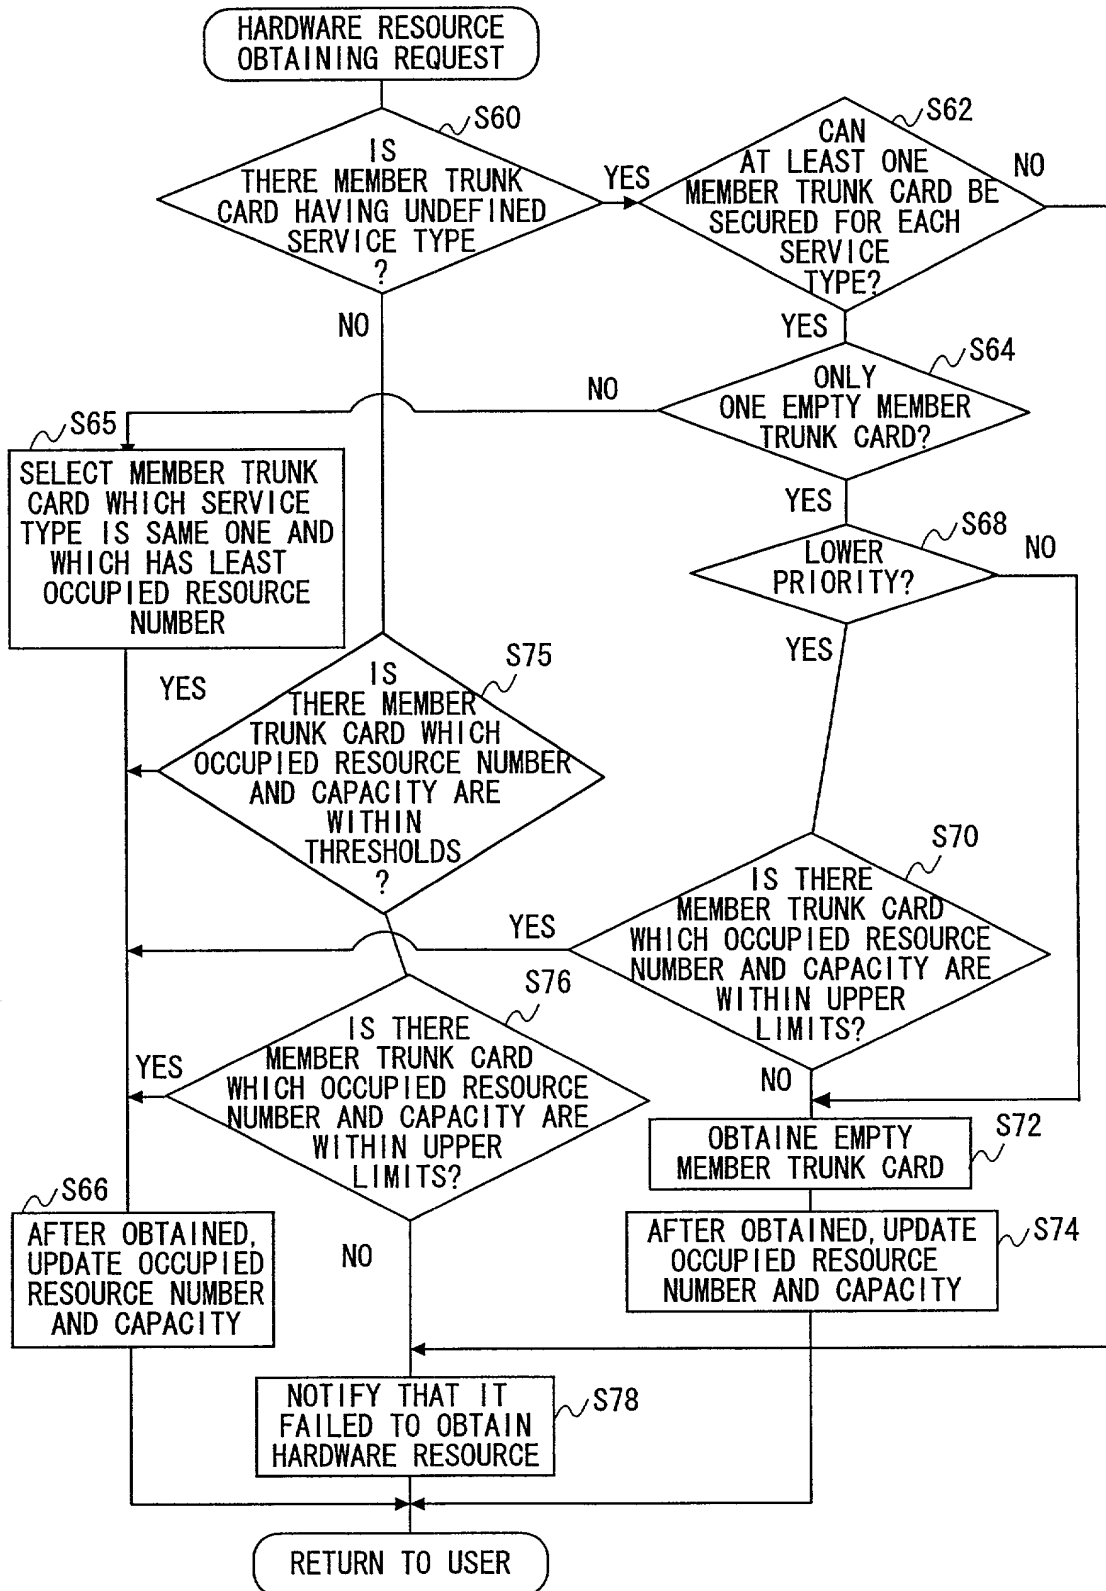 HARDWARE RESOURCE
OBTAINING REQUEST
S60
IS
THERE MEMBER TRUNK
CARD HAVING UNDEFINED
SERVICE TYPE
?
YES
NO
S62
CAN
AT LEAST ONE
MEMBER TRUNK CARD BE
SECURED FOR EACH
SERVICE
TYPE?
NO
YES
S64
ONLY
ONE EMPTY MEMBER
TRUNK CARD?
NO
YES
S65
SELECT MEMBER TRUNK
CARD WHICH SERVICE
TYPE IS SAME ONE AND
WHICH HAS LEAST
OCCUPIED RESOURCE
NUMBER
S68
LOWER
PRIORITY?
NO
YES
S75
IS
THERE MEMBER
TRUNK CARD WHICH
OCCUPIED RESOURCE NUMBER
AND CAPACITY ARE
WITHIN
THRESHOLDS
?
YES
S70
IS THERE
MEMBER TRUNK CARD
WHICH OCCUPIED RESOURCE
NUMBER AND CAPACITY ARE
WITHIN UPPER
LIMITS?
YES
NO
S76
IS THERE
MEMBER TRUNK CARD
WHICH OCCUPIED RESOURCE
NUMBER AND CAPACITY ARE
WITHIN UPPER
LIMITS?
YES
NO
S72
OBTAINE EMPTY
MEMBER TRUNK CARD
S66
AFTER OBTAINED,
UPDATE OCCUPIED
RESOURCE NUMBER
AND CAPACITY
S74
AFTER OBTAINED, UPDATE
OCCUPIED RESOURCE
NUMBER AND CAPACITY
S78
NOTIFY THAT IT
FAILED TO OBTAIN
HARDWARE RESOURCE
RETURN TO USER